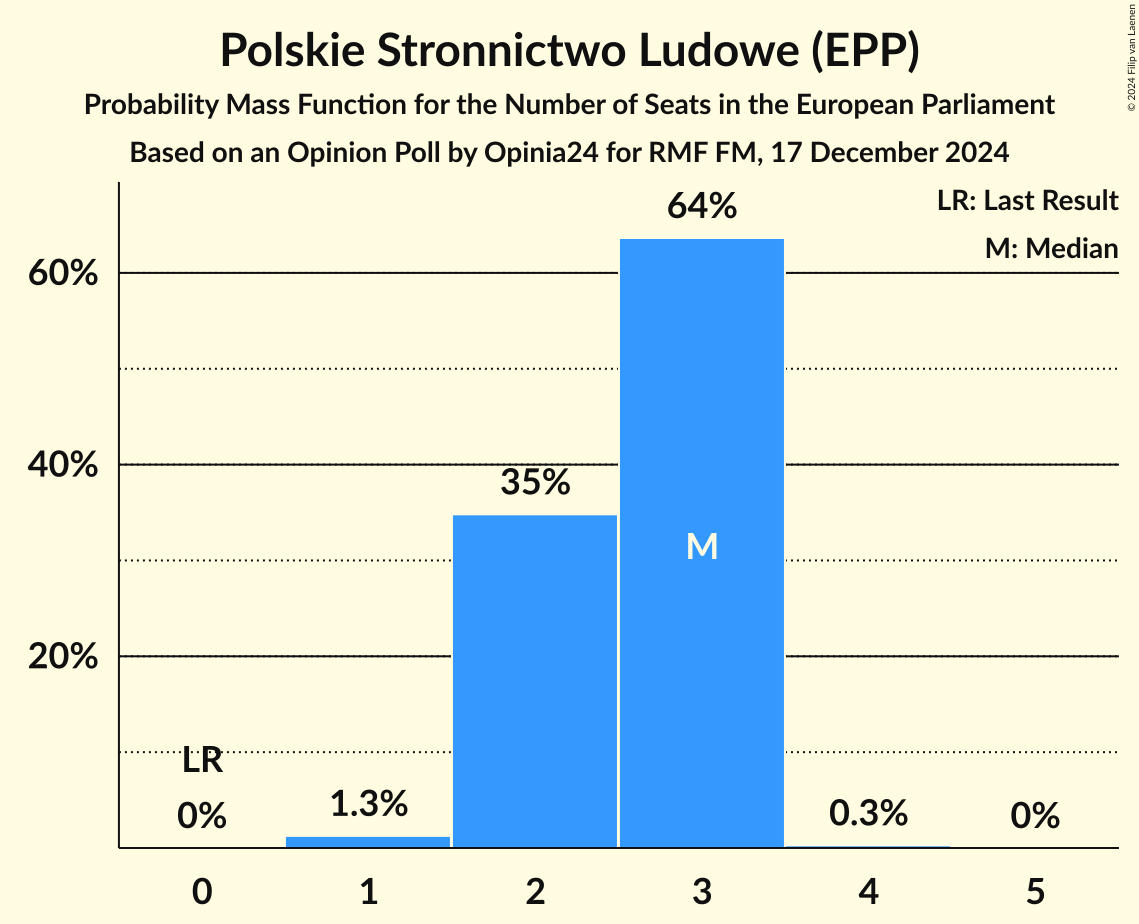 Polskie Stronnictwo Ludowe (EPP)
Probability Mass Function for the Number of Seats in the European Parliament
Based on an Opinion Poll by Opinia24 for RMF FM, 17 December 2024
© 2024 Filip van Laenen
LR: Last Result
M: Median
64%
60%
40%
35%
M
20%
LR
0%
1.3%
0.3%
0%
0 1 2 3 4 5